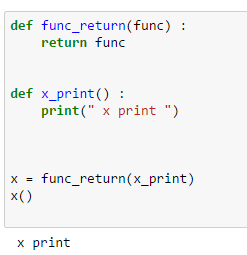 def func_return(func) :
    return func
def x_print() :
    print(" x print ")
x = func_return(x_print)
x()
 x print